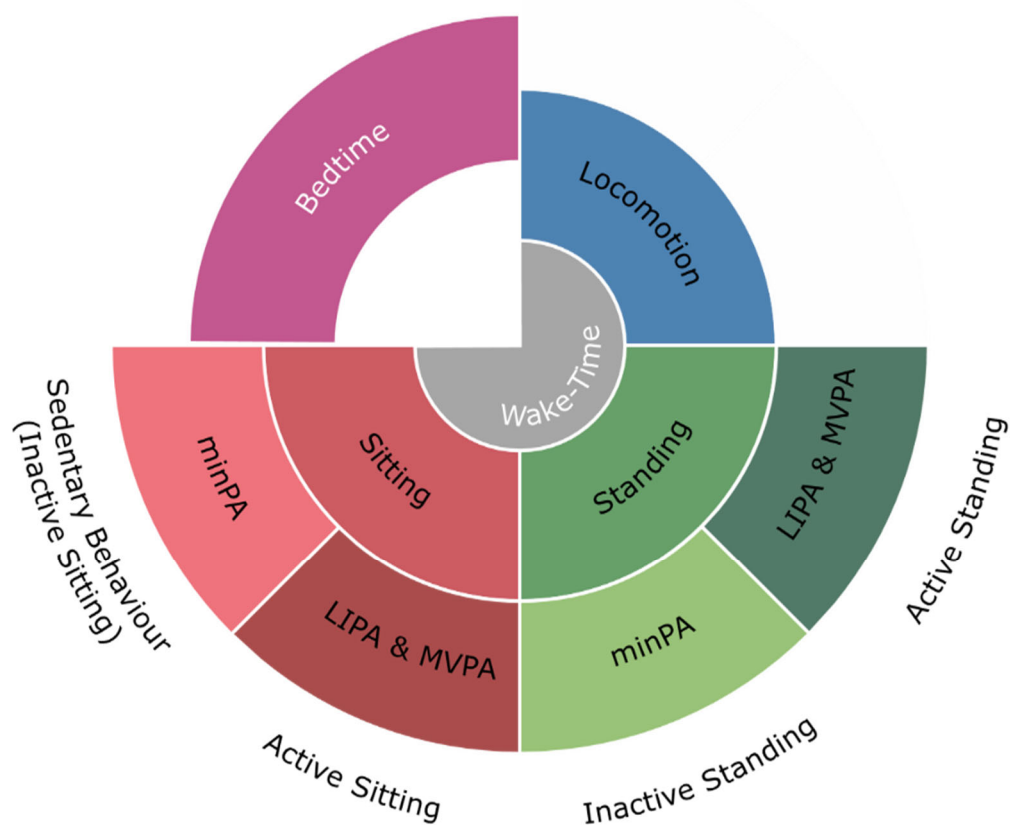 Bedtime
Locomotion
Wake-Time
Sitting
Standing
minPA
LIPA & MVPA
minPA
LIPA & MVPA
Sedentary Behaviour
(Inactive Sitting)
Active Sitting
Inactive Standing
Active Standing